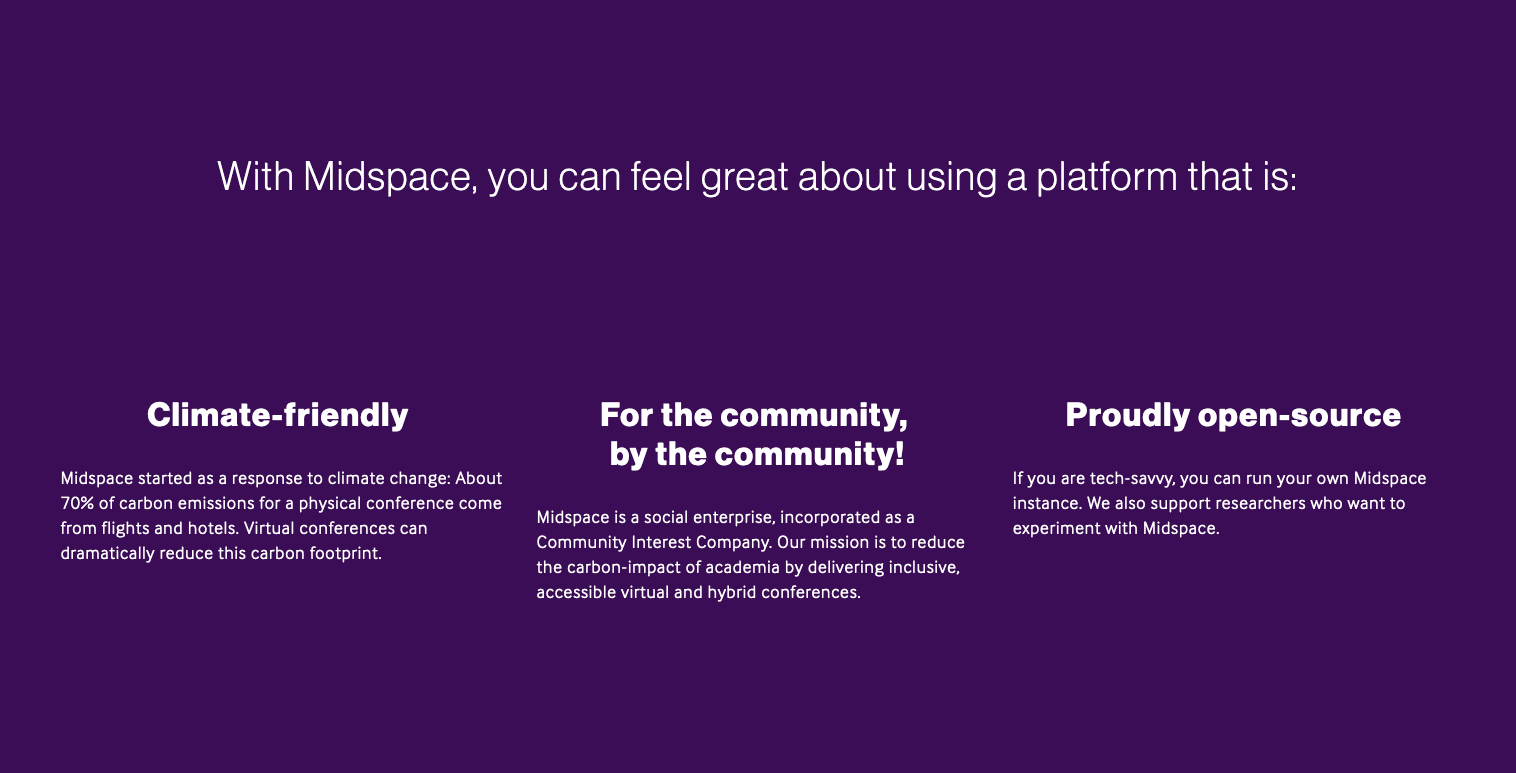 With Midspace, you can feel great about using a platform that is:
Climate-friendly
Midspace started as a response to climate change: About
70% of carbon emissions for a physical conference come
from flights and hotels. Virtual conferences can
dramatically reduce this carbon footprint.
For the community,
by the community!
Midspace is a social enterprise, incorporated as a
Community Interest Company. Our mission is to reduce
the carbon-impact of academia by delivering inclusive,
accessible virtual and hybrid conferences.
Proudly open-source
If you are tech-savvy, you can run your own Midspace
instance. We also support researchers who want to
experiment with Midspace.